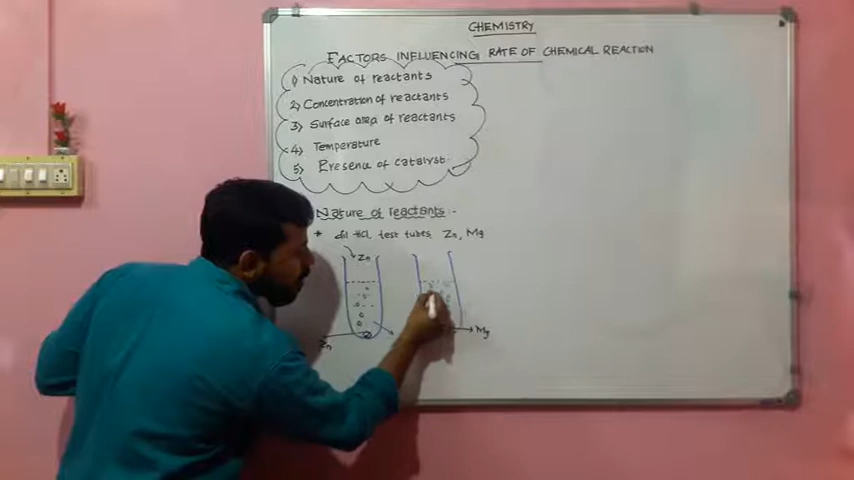 CHEMISTRY
FACTORS INFLUENCING RATE OF CHEMICAL REACTION
1) Nature of reactants
2) Concentration of reactants
3) Surface area of reactants
4) Temperature
5) Presence of catalyst
Nature of reactants :-
* dil HCl, test tubes, Zn, Mg
Zn
Mg
Zn